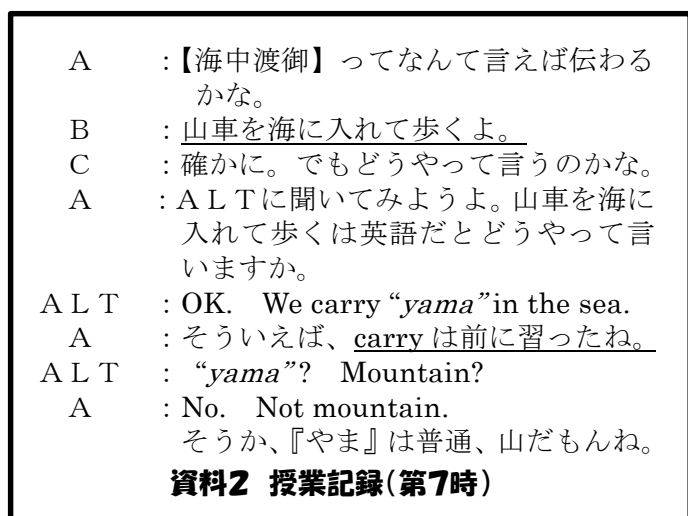 A :【海中渡御】ってなんて言えば伝わる
かな。
B :山車を海に入れて歩くよ。
C :確かに。でもどうやって言うのかな。
A :ALTに聞いてみようよ。山車を海に
入れて歩くは英語だとどうやって言
いますか。
ALT : OK. We carry “yama” in the sea.
A :そういえば、carry は前に習ったね。
ALT : “yama”? Mountain?
A : No. Not mountain.
そうか、『やま』は普通、山だもんね。
資料2 授業記録(第7時)